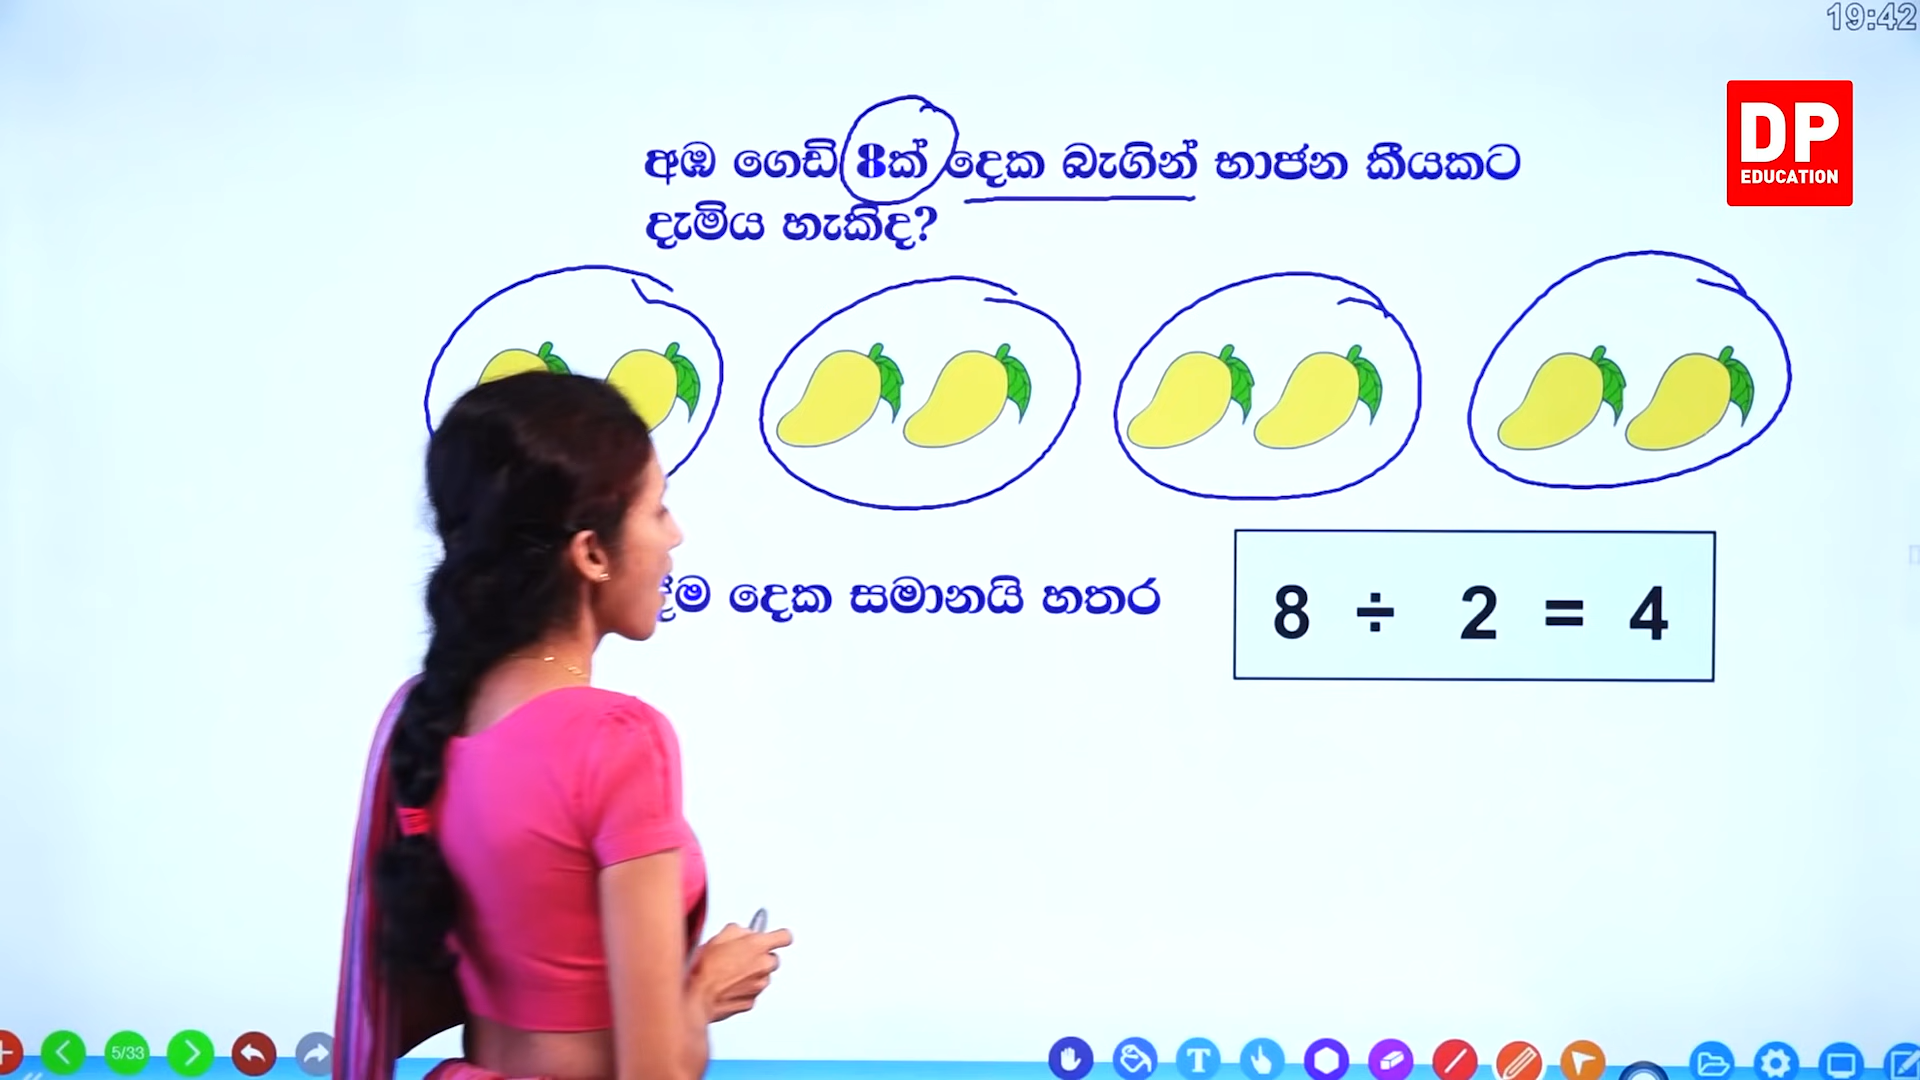 19:42
DP
EDUCATION
අඹ ගෙඩි 8ක් දෙක බැගින් භාජන කීයකට
දැමිය හැකිද?
දෙක සමානයි හතර
8 ÷ 2 = 4
5/33
T